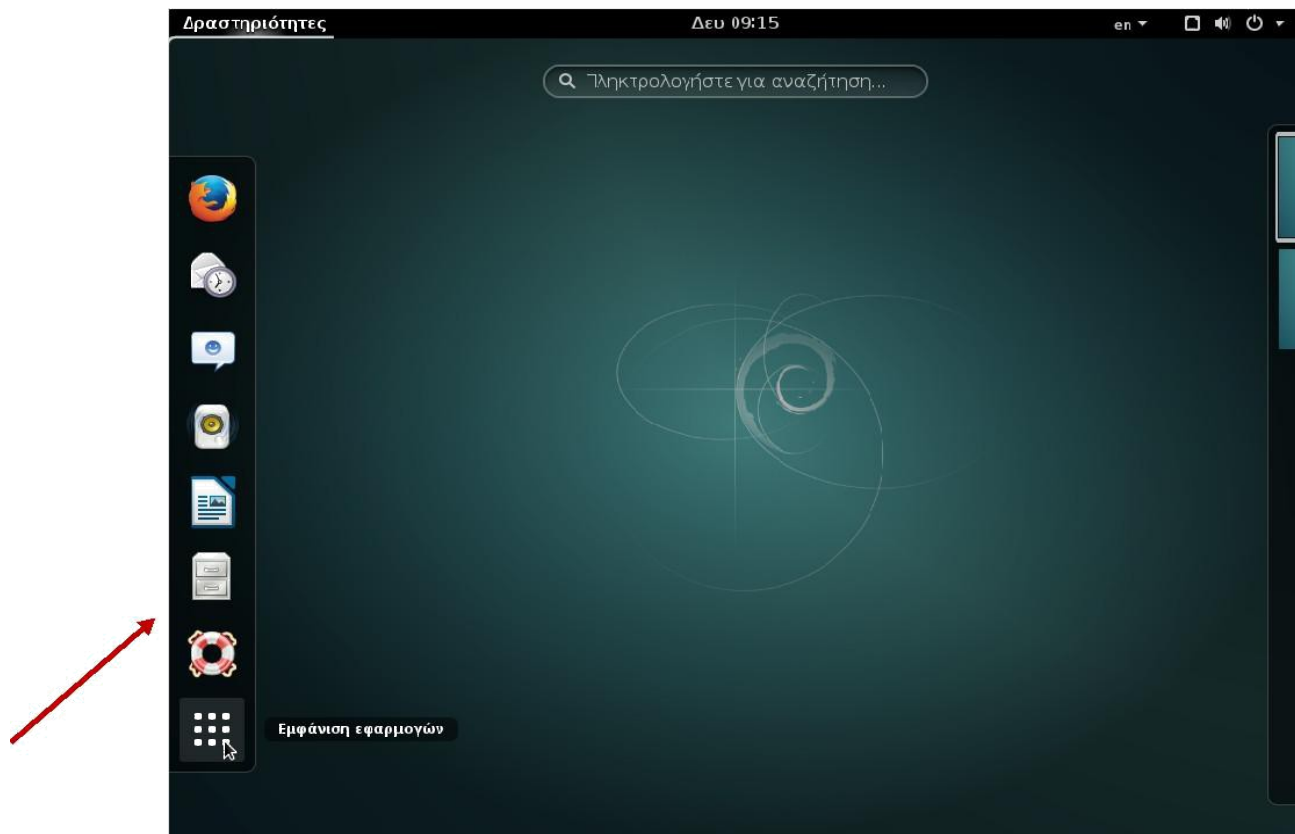 Δραστηριότητες
Δευ 09:15
en
Πληκτρολογήστε για αναζήτηση...
Εμφάνιση εφαρμογών